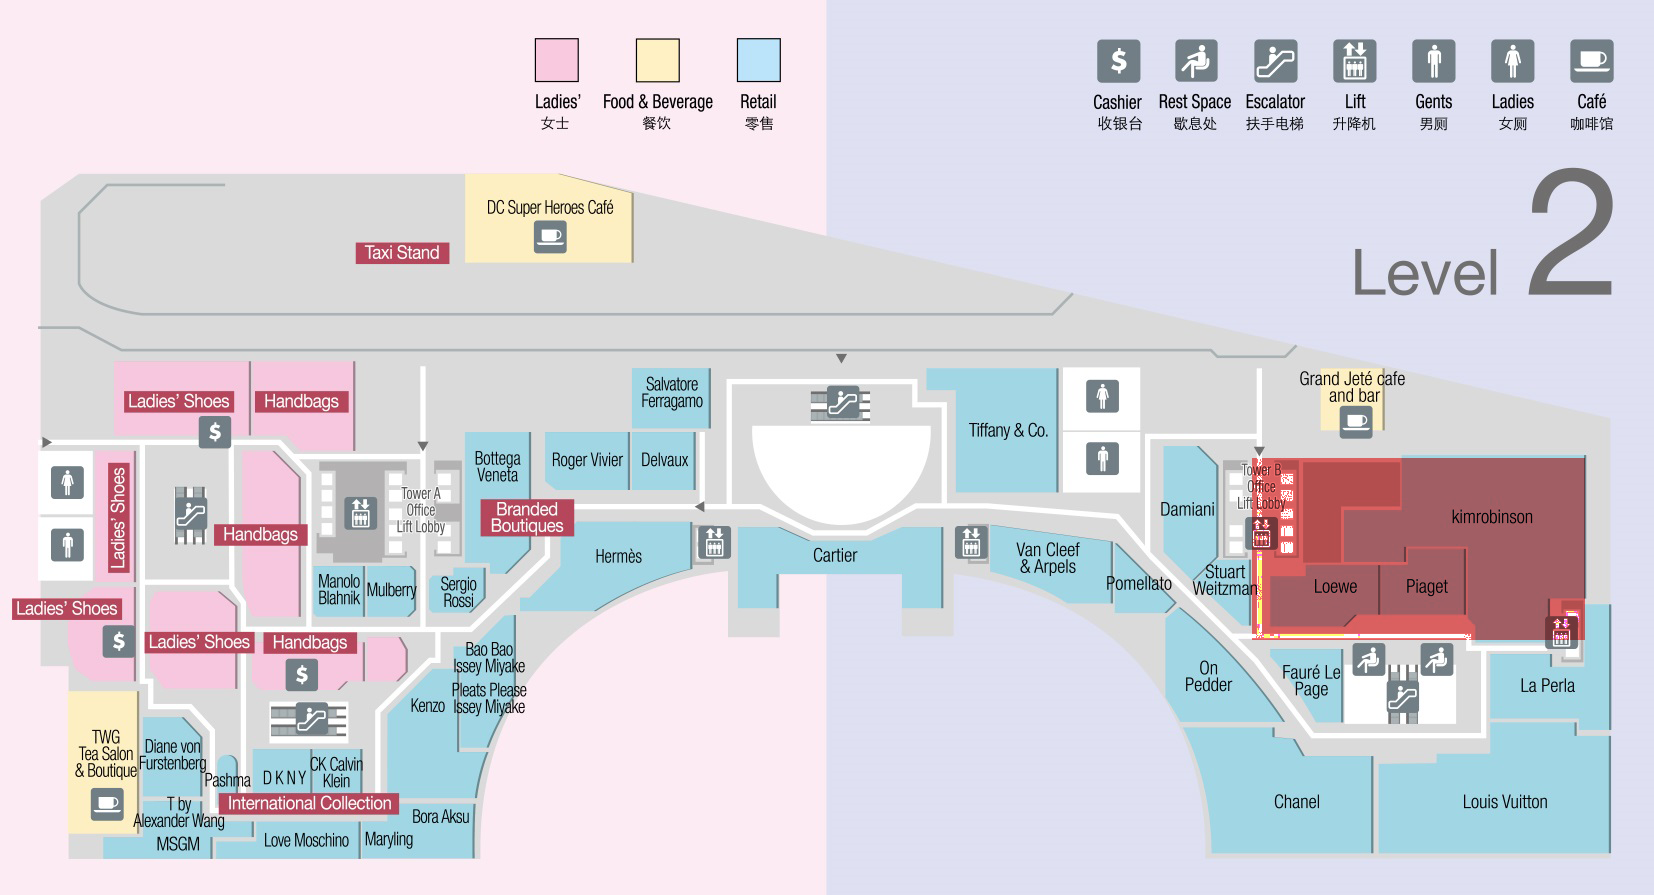 Ladies'
女士
Food & Beverage
餐饮
Retail
零售
$
Cashier
收银台
Rest Space
歇息处
Escalator
扶手电梯
Lift
升降机
Gents
男厕
Ladies
女厕
Café
咖啡馆
Level 2
DC Super Heroes Café
Taxi Stand
Ladies' Shoes
Handbags
$
Salvatore
Ferragamo
Tiffany & Co.
Grand Jeté cafe
and bar
Ladies' Shoes
Handbags
Tower A
Office
Lift Lobby
Bottega
Veneta
Roger Vivier
Delvaux
Branded
Boutiques
Damiani
Tower B
Office
Lift Lobby
kimrobinson
Hermès
Cartier
Van Cleef
& Arpels
Pomellato
Stuart
Weitzman
Loewe
Piaget
Manolo
Blahnik
Mulberry
Sergio
Rossi
Ladies' Shoes
$
Ladies' Shoes
Handbags
$
Bao Bao
Issey Miyake
Pleats Please
Issey Miyake
Kenzo
On
Pedder
Fauré Le
Page
La Perla
TWG
Tea Salon
& Boutique
Diane von
Furstenberg
Pashma
DKNY
CK Calvin
Klein
T by
Alexander Wang
International Collection
MSGM
Love Moschino
Maryling
Bora Aksu
Chanel
Louis Vuitton